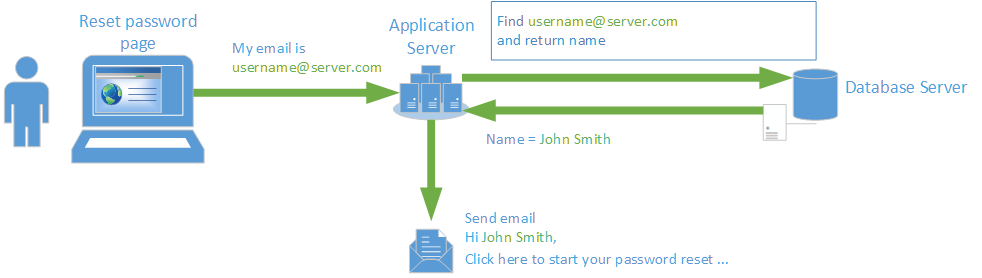 Reset password
page
My email is
username@server.com
Application
Server
Find username@server.com
and return name
Database Server
Name = John Smith
Send email
Hi John Smith,
Click here to start your password reset ...